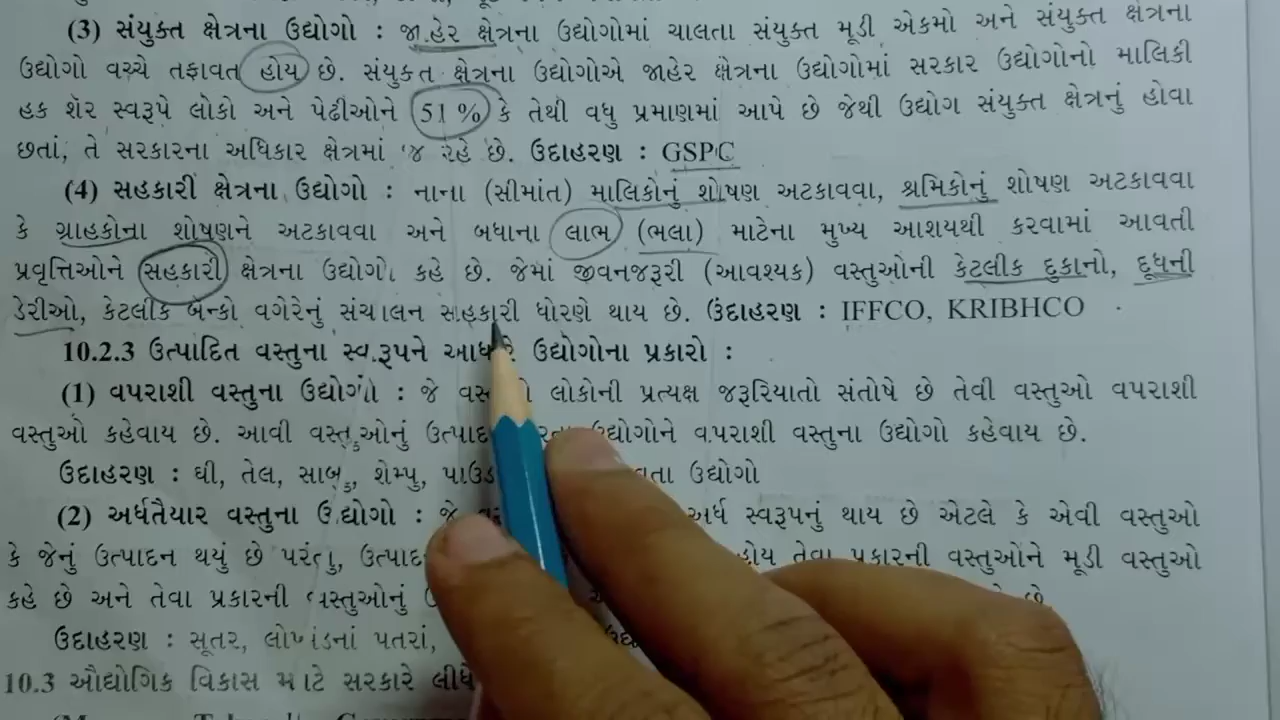 (3) સંયુક્ત ક્ષેત્રના ઉદ્યોગો : જાહેર ક્ષેત્રના ઉદ્યોગોમાં ચાલતા સંયુક્ત મૂડી એકમો અને સંયુક્ત ક્ષેત્રના
ઉદ્યોગો વચ્ચે તફાવત હોય છે. સંયુક્ત ક્ષેત્રના ઉદ્યોગોએ જાહેર ક્ષેત્રના ઉદ્યોગોમાં સરકાર ઉદ્યોગોનો માલિકી
હક શૅર સ્વરૂપે લોકો અને પેઢીઓને 51 % કે તેથી વધુ પ્રમાણમાં આપે છે જેથી ઉદ્યોગ સંયુક્ત ક્ષેત્રનું હોવા
છતાં, તે સરકારના અધિકાર ક્ષેત્રમાં જ રહે છે. ઉદાહરણ : GSPC
(4) સહકારી ક્ષેત્રના ઉદ્યોગો : નાના (સીમાંત) માલિકોનું શોષણ અટકાવવા, શ્રમિકોનું શોષણ અટકાવવા
કે ગ્રાહકોના શોષણને અટકાવવા અને બધાના લાભ (ભલા) માટેના મુખ્ય આશયથી કરવામાં આવતી
પ્રવૃત્તિઓને સહકારી ક્ષેત્રના ઉદ્યોગો કહે છે. જેમાં જીવનજરૂરી (આવશ્યક) વસ્તુઓની કેટલીક દુકાનો, દૂધની
ડેરીઓ, કેટલીક બૅન્કો વગેરેનું સંચાલન સહકારી ધોરણે થાય છે. ઉદાહરણ : IFFCO, KRIBHCO
10.2.3 ઉત્પાદિત વસ્તુના સ્વરૂપને આધારે ઉદ્યોગોના પ્રકારો :
(1) વપરાશી વસ્તુના ઉદ્યોગો : જે લોકોની પ્રત્યક્ષ જરૂરિયાતો સંતોષે છે તેવી વસ્તુઓ વપરાશી
વસ્તુઓ કહેવાય છે. આવી વસ્તુઓનું ઉદ્યોગોને વપરાશી વસ્તુના ઉદ્યોગો કહેવાય છે.
ઉદાહરણ : ઘી, તેલ, સાબુ, શેમ્પુ, ઉદ્યોગો
(2) અર્ધતૈયાર વસ્તુના ઉદ્યોગો : જે અર્ધ સ્વરૂપનું થાય છે એટલે કે એવી વસ્તુઓ
કે જેનું ઉત્પાદન થયું છે પરંતુ, હોય તેવા પ્રકારની વસ્તુઓને મૂડી વસ્તુઓ
કહે છે અને તેવા પ્રકારની વસ્તુઓનું છે.
ઉદાહરણ : સૂતર, લોખંડનાં પતરાં,
10.3 ઔદ્યોગિક વિકાસ માટે સરકારે